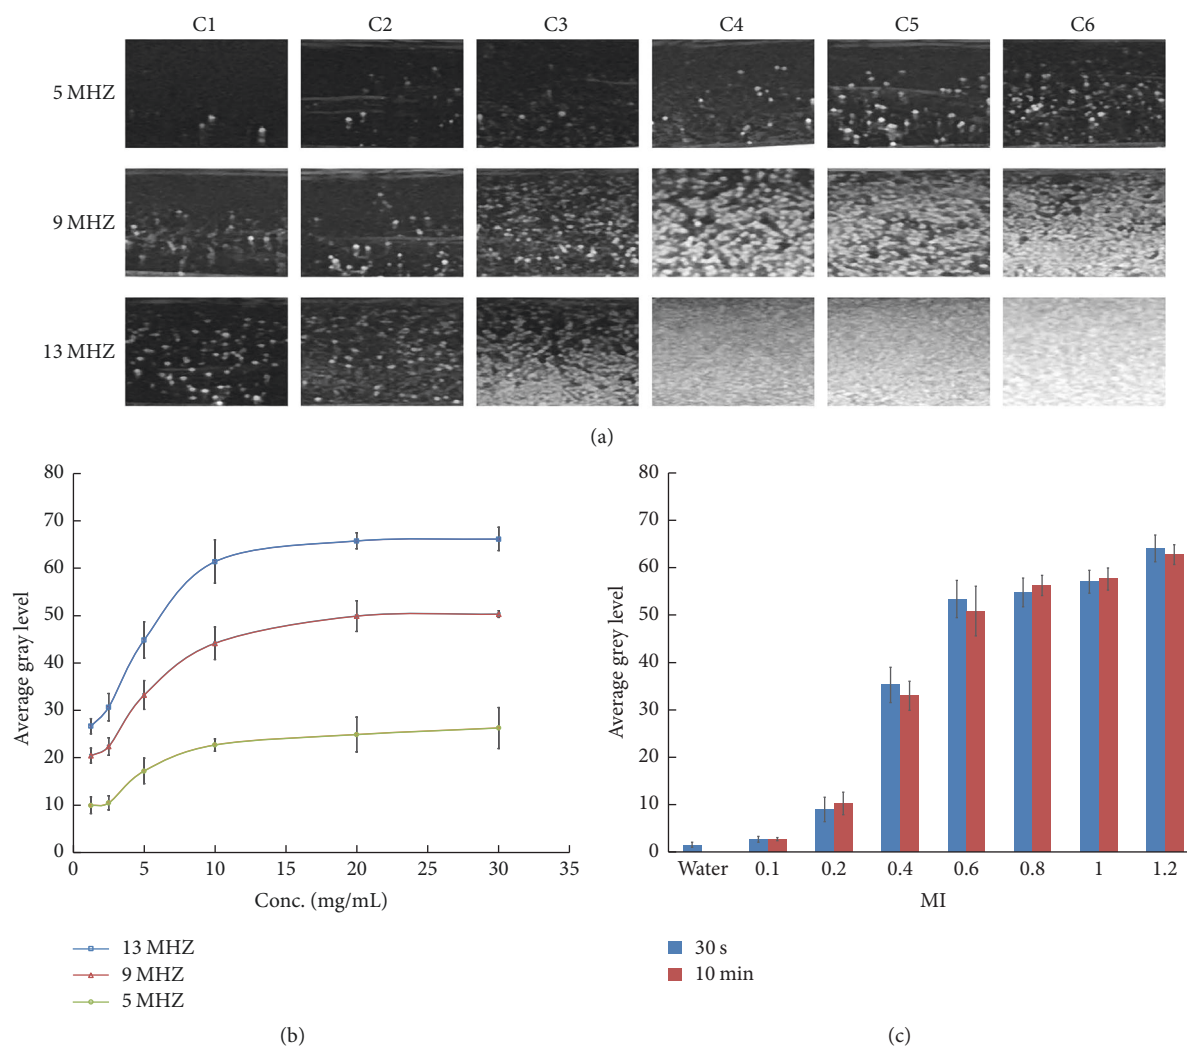 C1 C2 C3 C4 C5 C6
5 MHZ
9 MHZ
13 MHZ
(a)
80
70
60
50
40
30
20
10
0
Average gray level
0 5 10 15 20 25 30 35
Conc. (mg/mL)
13 MHZ
9 MHZ
5 MHZ
(b)
80
70
60
50
40
30
20
10
0
Average grey level
Water 0.1 0.2 0.4 0.6 0.8 1 1.2
MI
30 s
10 min
(c)